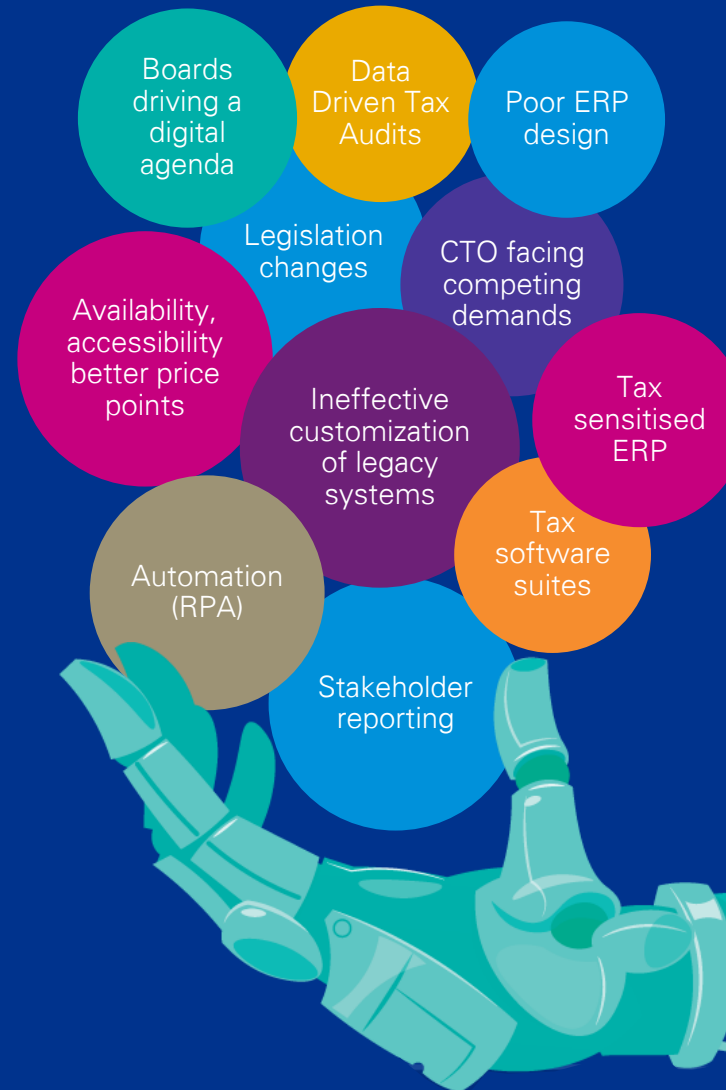 Boards
driving a
digital
agenda
Data
Driven Tax
Audits
Poor ERP
design
Legislation
changes
CTO facing
competing
demands
Availability,
accessibility
better price
points
Ineffective
customization
of legacy
systems
Tax
sensitised
ERP
Tax
software
suites
Automation
(RPA)
Stakeholder
reporting